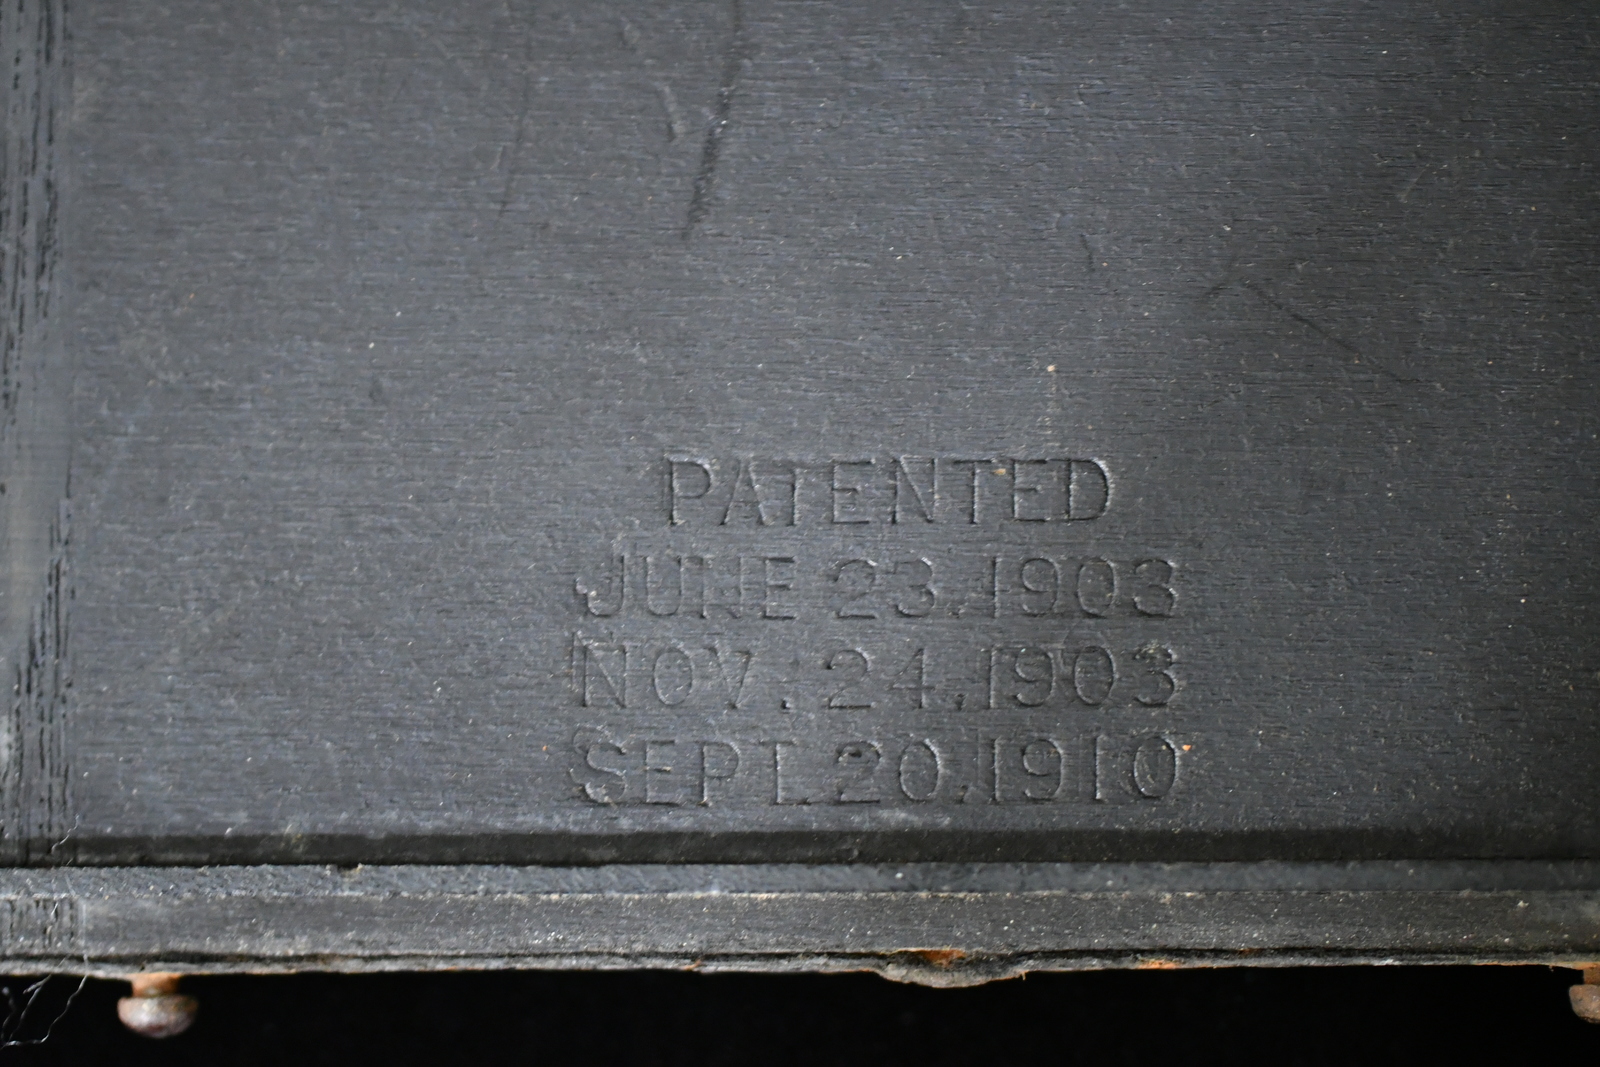 PATENTED
JUNE 23.1903
NOV. 24.1903
SEPT. 20.1910